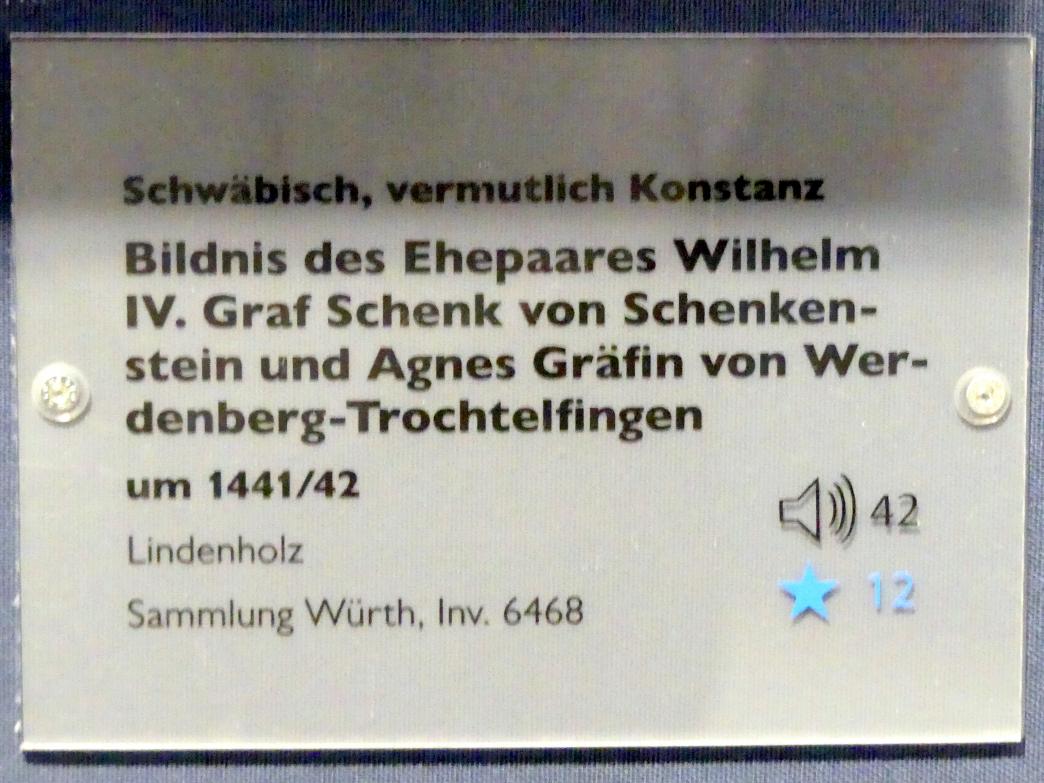 Schwäbisch, vermutlich Konstanz
Bildnis des Ehepaares Wilhelm
IV. Graf Schenk von Schenken-
stein und Agnes Gräfin von Wer-
denberg-Trochtelfingen
um 1441/42
42
Lindenholz
12
Sammlung Würth, Inv. 6468